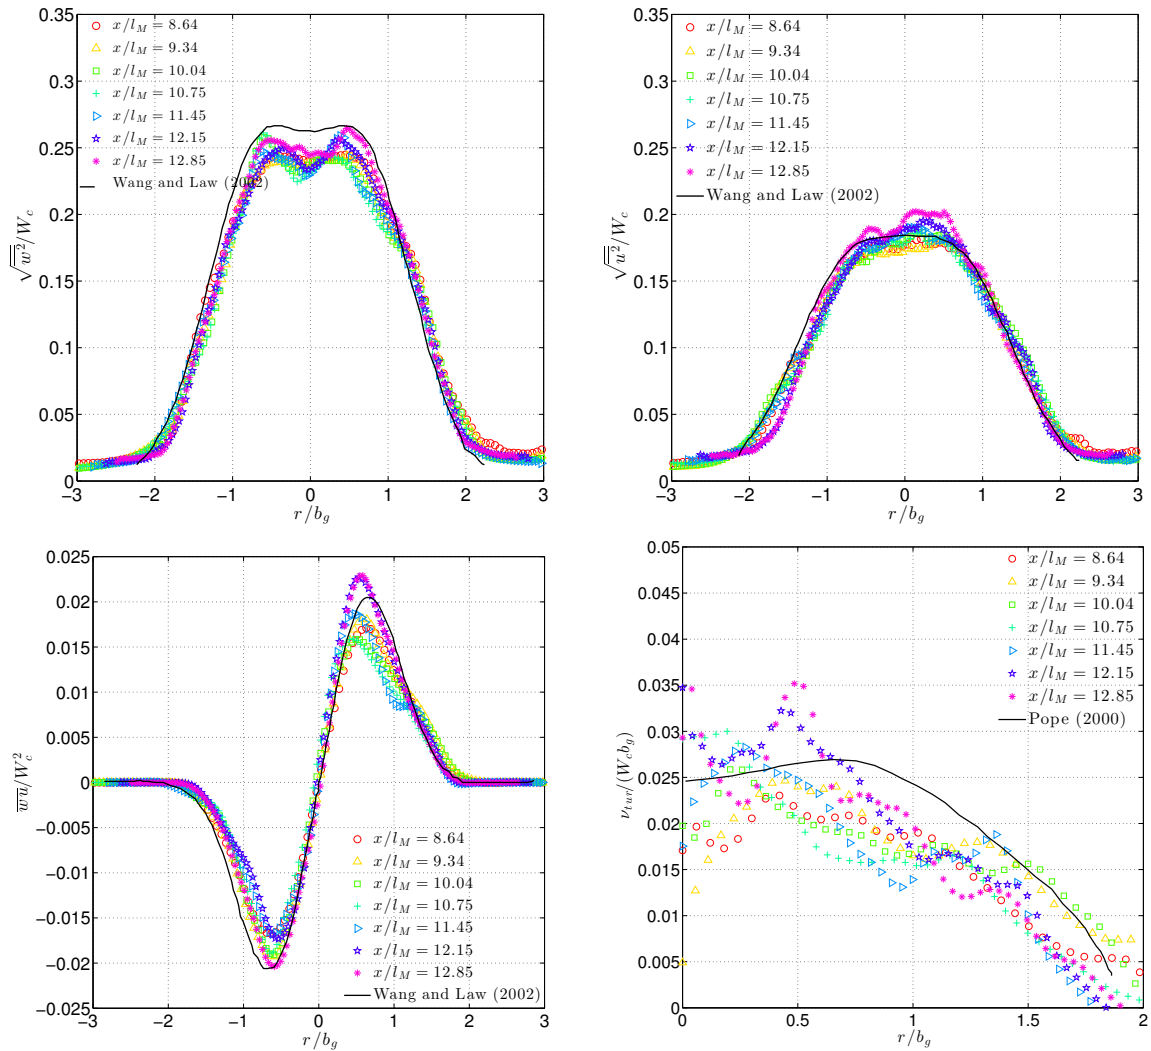 0.35
0.3
0.25
0.2
0.15
0.1
0.05
0
x/l_M = 8.64
x/l_M = 9.34
x/l_M = 10.04
x/l_M = 10.75
x/l_M = 11.45
x/l_M = 12.15
x/l_M = 12.85
Wang and Law (2002)
−3 −2 −1 0 1 2 3
r/b_g
√w̿²/W_c
0.35
0.3
0.25
0.2
0.15
0.1
0.05
0
x/l_M = 8.64
x/l_M = 9.34
x/l_M = 10.04
x/l_M = 10.75
x/l_M = 11.45
x/l_M = 12.15
x/l_M = 12.85
Wang and Law (2002)
−3 −2 −1 0 1 2 3
r/b_g
√u̿²/W_c
0.025
0.02
0.015
0.01
0.005
0
−0.005
−0.01
−0.015
−0.02
−0.025
x/l_M = 8.64
x/l_M = 9.34
x/l_M = 10.04
x/l_M = 10.75
x/l_M = 11.45
x/l_M = 12.15
x/l_M = 12.85
Wang and Law (2002)
−3 −2 −1 0 1 2 3
r/b_g
w̅u̅/W_c²
0.05
0.045
0.04
0.035
0.03
0.025
0.02
0.015
0.01
0.005
0
x/l_M = 8.64
x/l_M = 9.34
x/l_M = 10.04
x/l_M = 10.75
x/l_M = 11.45
x/l_M = 12.15
x/l_M = 12.85
Pope (2000)
0 0.5 1 1.5 2
r/b_g
ν_tur/(W_c b_g)